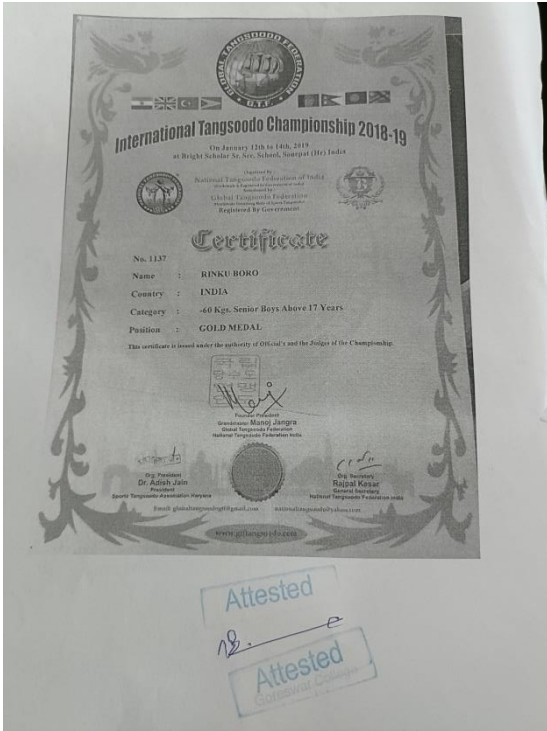 GLOBAL TANGSOODO FEDERATION
G.T.F.
International Tangsoodo Championship 2018-19
On January 12th to 14th, 2019
at Bright Scholar Sr. Sec. School, Sonepat (Hr) India
Organised By
National Tangsoodo Federation of India
Global Tangsoodo Federation
Registered by Government
Certificate
No. 1137
Name : RINKU BORO
Country : INDIA
Category : -60 Kgs. Senior Boys Above 17 Years
Position : GOLD MEDAL
This certificate is issued under the authority of Official's and the Judges of the Championship.
Founder President
Grandmaster Manoj Jangra
Global Tangsoodo Federation
National Tangsoodo Federation India
Org. President
Dr. Adish Jain
President
Sports Tangsoodo Association Haryana
Org. Secretary
Rajpal Kosar
General Secretary
National Tangsoodo Federation India
Attested
Attested
Goreswar College